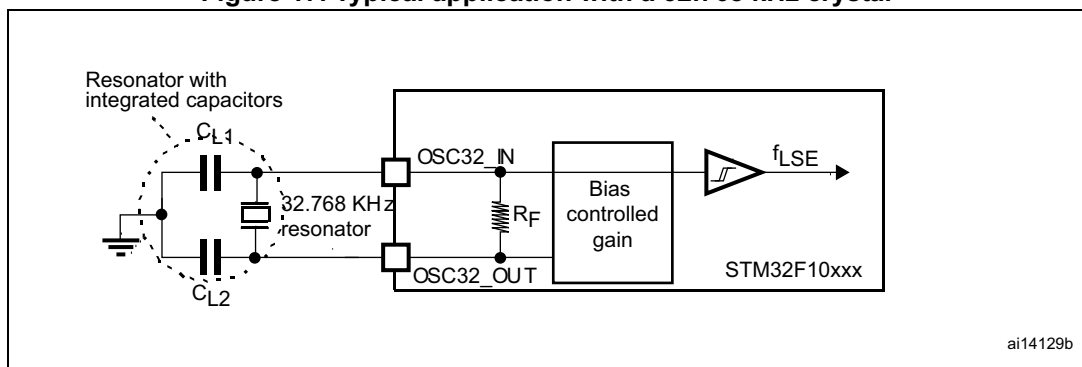 Resonator with
integrated capacitors
CL1
OSC32_IN
fLSE
32.768 KHz
resonator
RF
Bias
controlled
gain
OSC32_OUT
STM32F10xxx
CL2
ai14129b